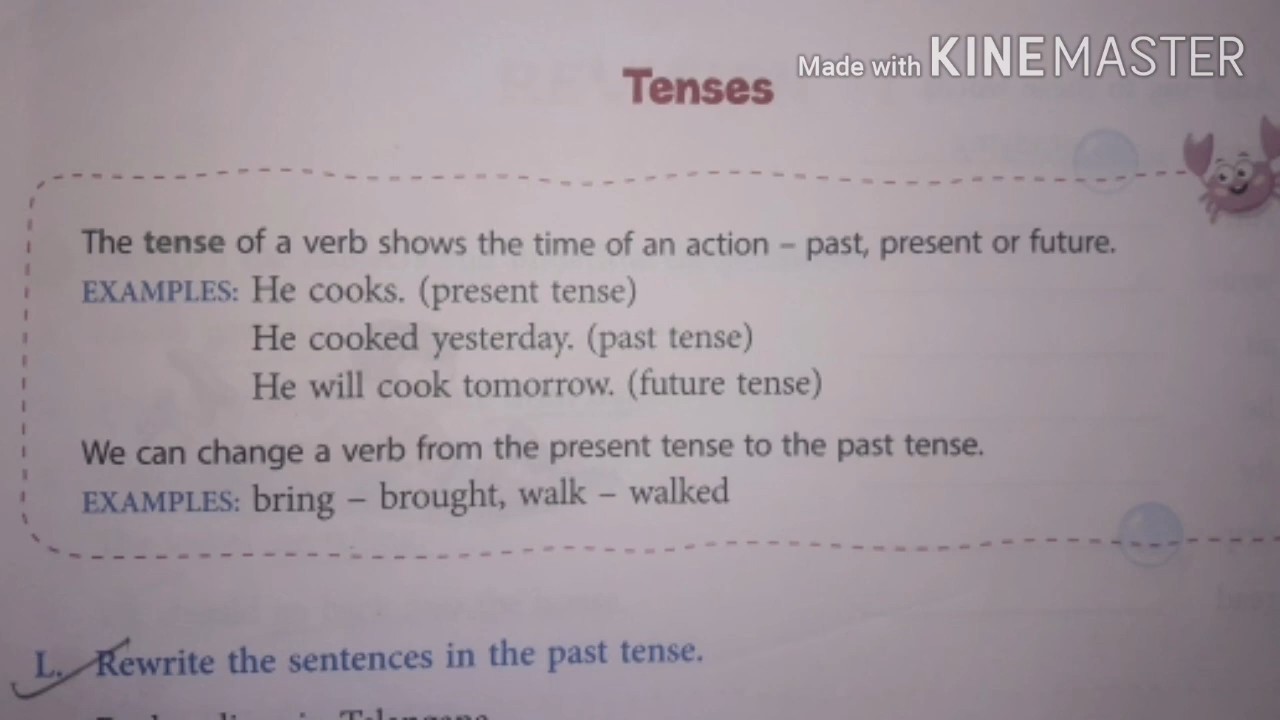 Made with KINEMASTER
Tenses
The tense of a verb shows the time of an action – past, present or future.
EXAMPLES: He cooks. (present tense)
He cooked yesterday. (past tense)
He will cook tomorrow. (future tense)
We can change a verb from the present tense to the past tense.
EXAMPLES: bring – brought, walk – walked
L. Rewrite the sentences in the past tense.
in Telangana